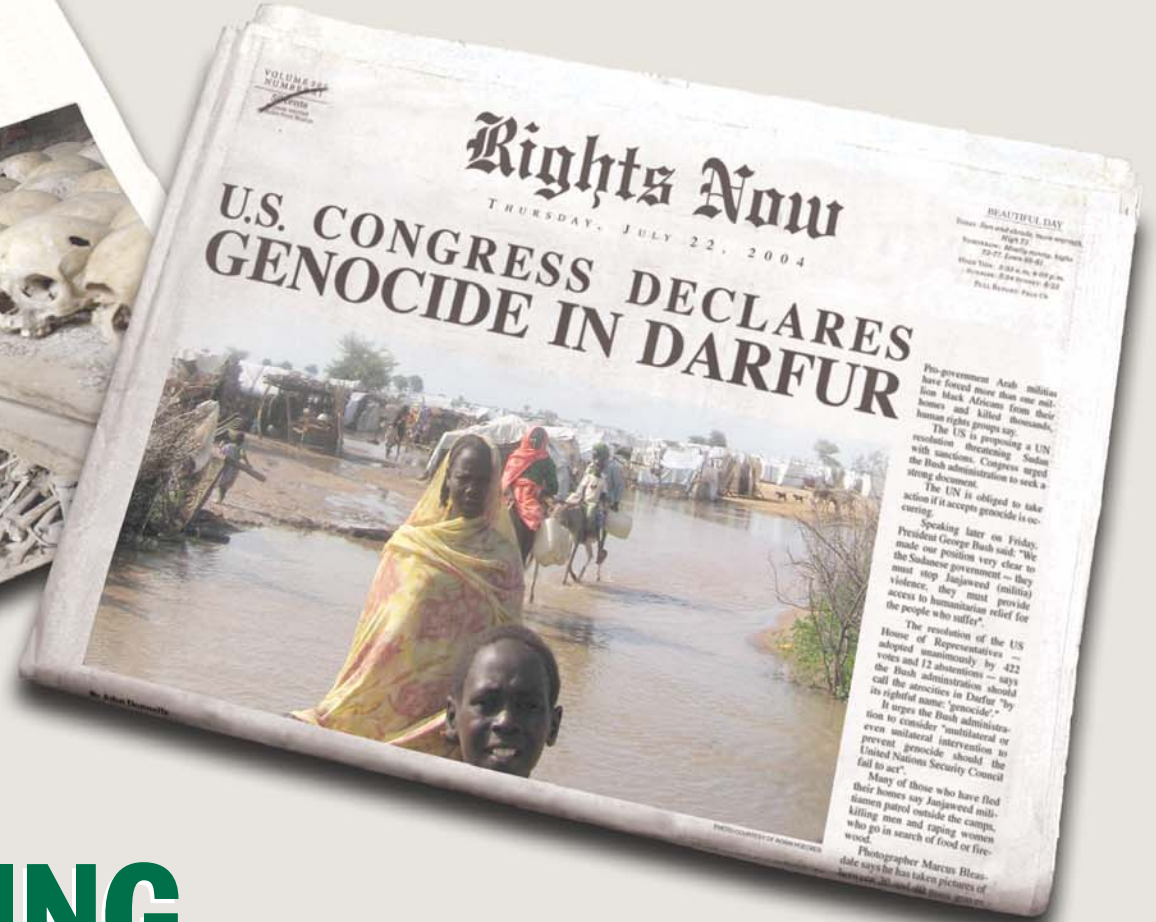 VOLUME
Rights Now
THURSDAY, JULY 22, 2004
BEAUTIFUL DAY
U.S. CONGRESS DECLARES
GENOCIDE IN DARFUR
Pro-government Arab militias
have forced more than one mil-
lion black Africans from their
homes and killed thousands,
human rights groups say.
The US is proposing a UN
resolution threatening Sudan
with sanctions. Congress urged
the Bush administration to seek a
strong document.
The UN is obliged to take
action if it accepts genocide is oc-
curring.
Speaking later on Friday,
President George Bush said: "We
made our position very clear to
the Sudanese government — they
must stop Janjaweed (militia)
violence, they must provide
access to humanitarian relief for
the people who suffer".
The resolution of the US
House of Representatives —
adopted unanimously by 422
votes and 12 abstentions — says
the Bush adminstration should
call the atrocities in Darfur "by
its rightful name: 'genocide'."
It urges the Bush administra-
tion to consider "multilateral or
even unilateral intervention to
prevent genocide should the
United Nations Security Council
fail to act".
Many of those who have fled
their homes say Janjaweed mili-
tiamen patrol outside the camps,
killing men and raping women
who go in search of food or fire-
wood.
Photographer Marcus Bleas-
dale says he has taken pictures of
By John Donnelly
ING